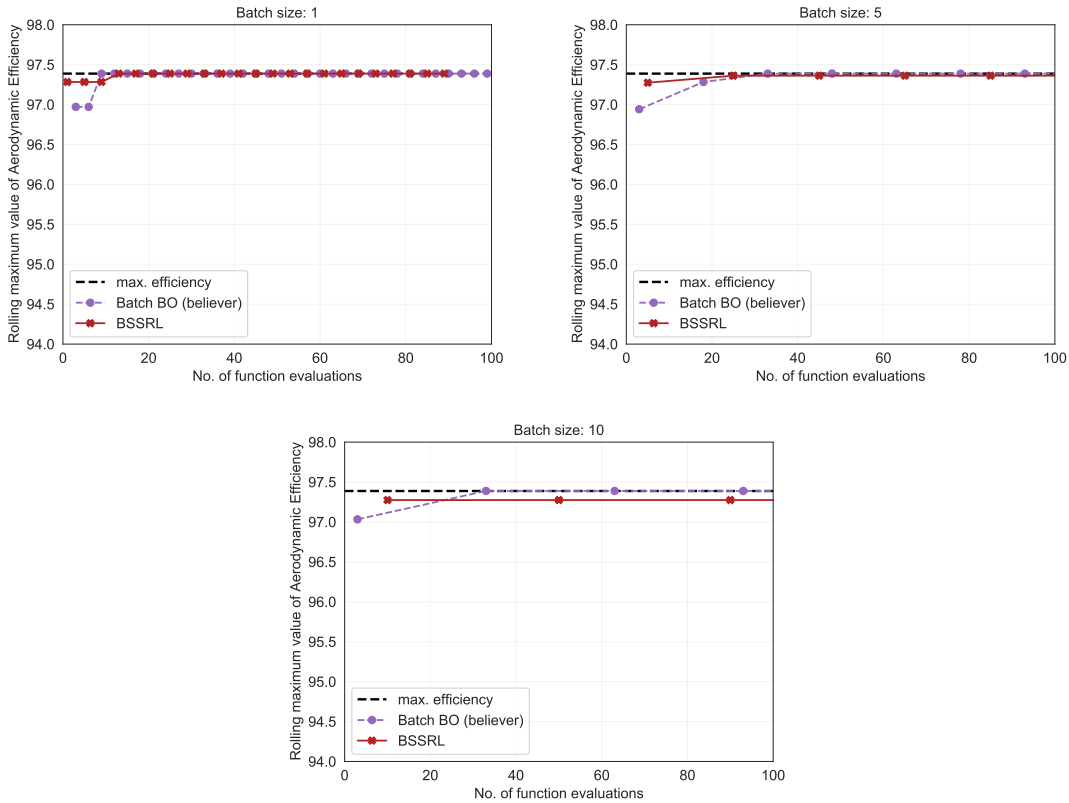 Batch size: 1
Rolling maximum value of Aerodynamic Efficiency
98.0
97.5
97.0
96.5
96.0
95.5
95.0
94.5
94.0
max. efficiency
Batch BO (believer)
BSSRL
0 20 40 60 80 100
No. of function evaluations
Batch size: 5
Rolling maximum value of Aerodynamic Efficiency
98.0
97.5
97.0
96.5
96.0
95.5
95.0
94.5
94.0
max. efficiency
Batch BO (believer)
BSSRL
0 20 40 60 80 100
No. of function evaluations
Batch size: 10
Rolling maximum value of Aerodynamic Efficiency
98.0
97.5
97.0
96.5
96.0
95.5
95.0
94.5
94.0
max. efficiency
Batch BO (believer)
BSSRL
0 20 40 60 80 100
No. of function evaluations